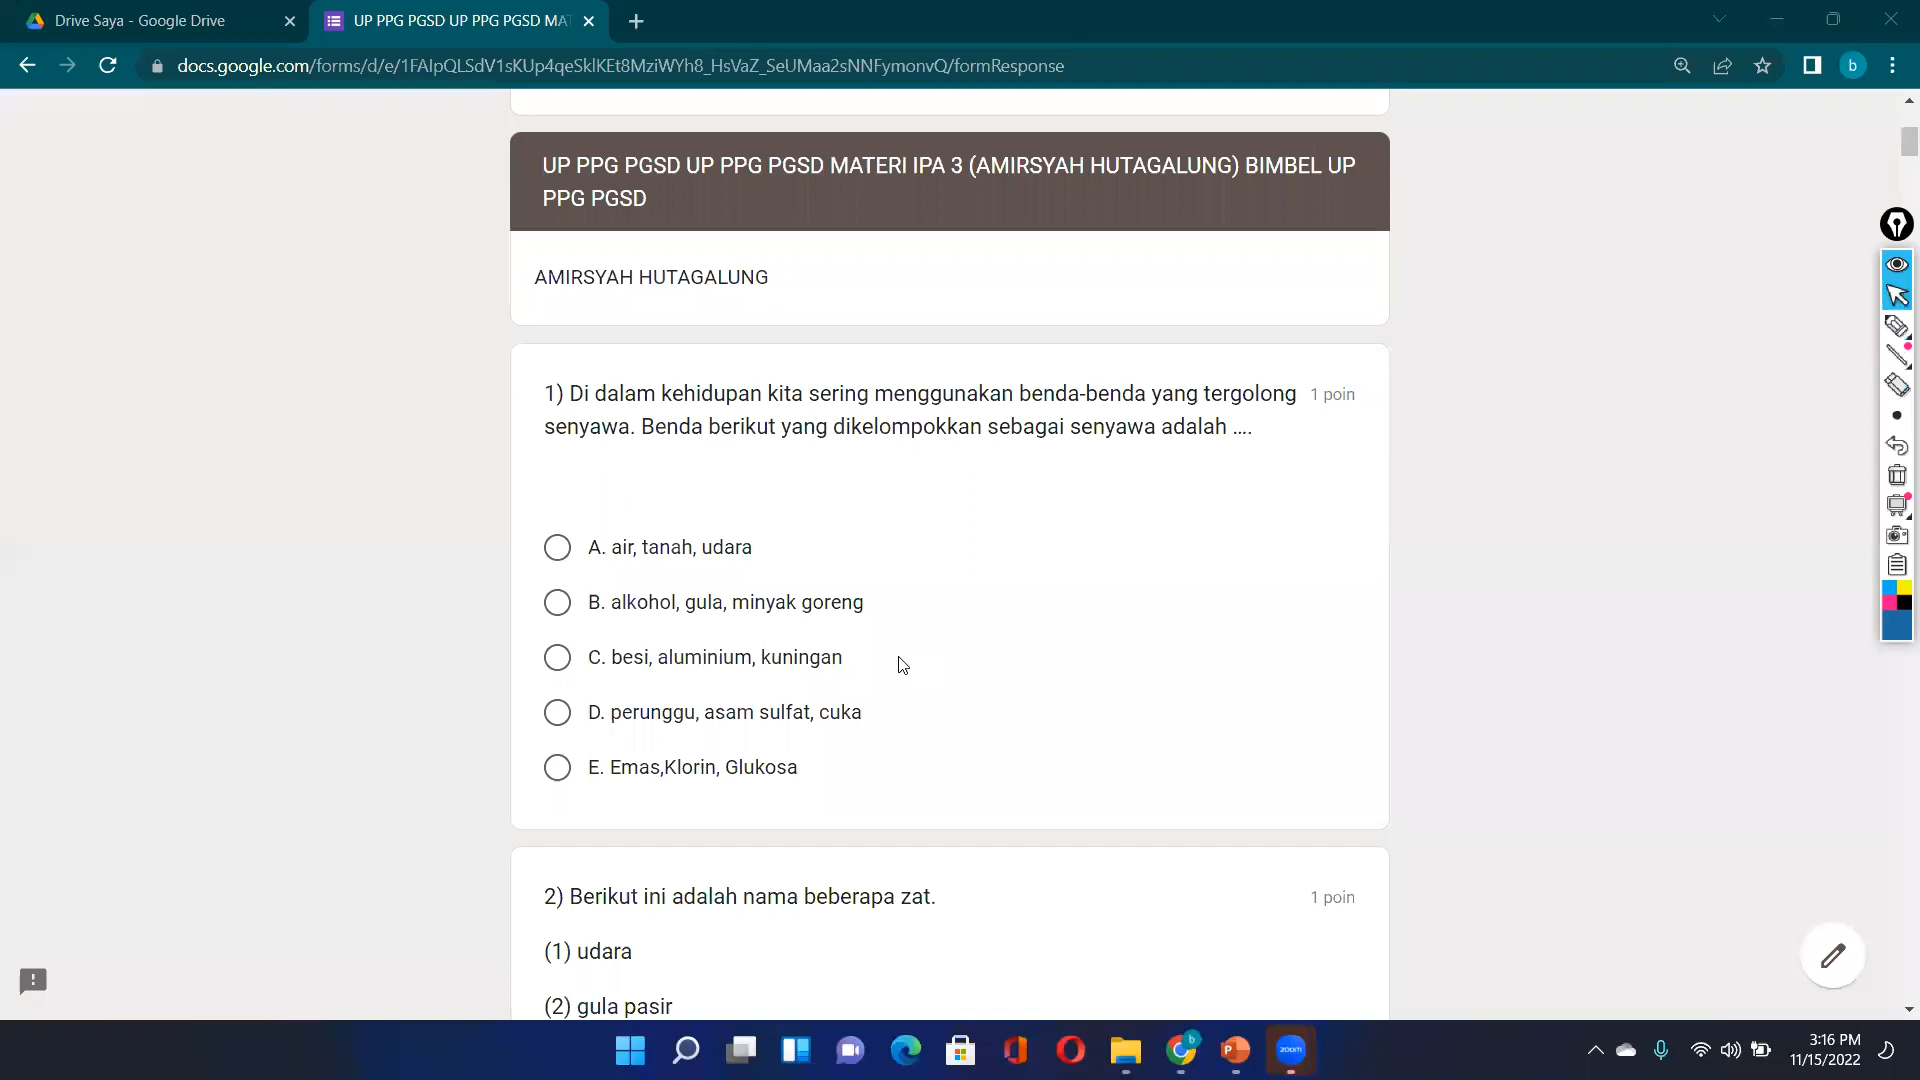 Drive Saya - Google Drive
UP PPG PGSD UP PPG PGSD MAT
docs.google.com/forms/d/e/1FAIpQLSdV1sKUp4qeSklKEt8MziWYh8_HsVaZ_SeUMaa2sNNFymonvQ/formResponse
b
UP PPG PGSD UP PPG PGSD MATERI IPA 3 (AMIRSYAH HUTAGALUNG) BIMBEL UP
PPG PGSD
AMIRSYAH HUTAGALUNG
1) Di dalam kehidupan kita sering menggunakan benda-benda yang tergolong
1 poin
senyawa. Benda berikut yang dikelompokkan sebagai senyawa adalah ....
A. air, tanah, udara
B. alkohol, gula, minyak goreng
C. besi, aluminium, kuningan
D. perunggu, asam sulfat, cuka
E. Emas,Klorin, Glukosa
2) Berikut ini adalah nama beberapa zat.
1 poin
(1) udara
(2) gula pasir
zoom
3:16 PM
11/15/2022